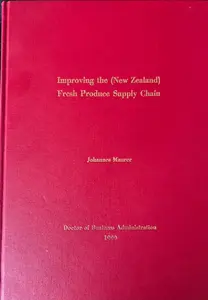 Improving the (New Zealand)
Fresh Produce Supply Chain
Johannes Maurer
Doctor of Business Administration